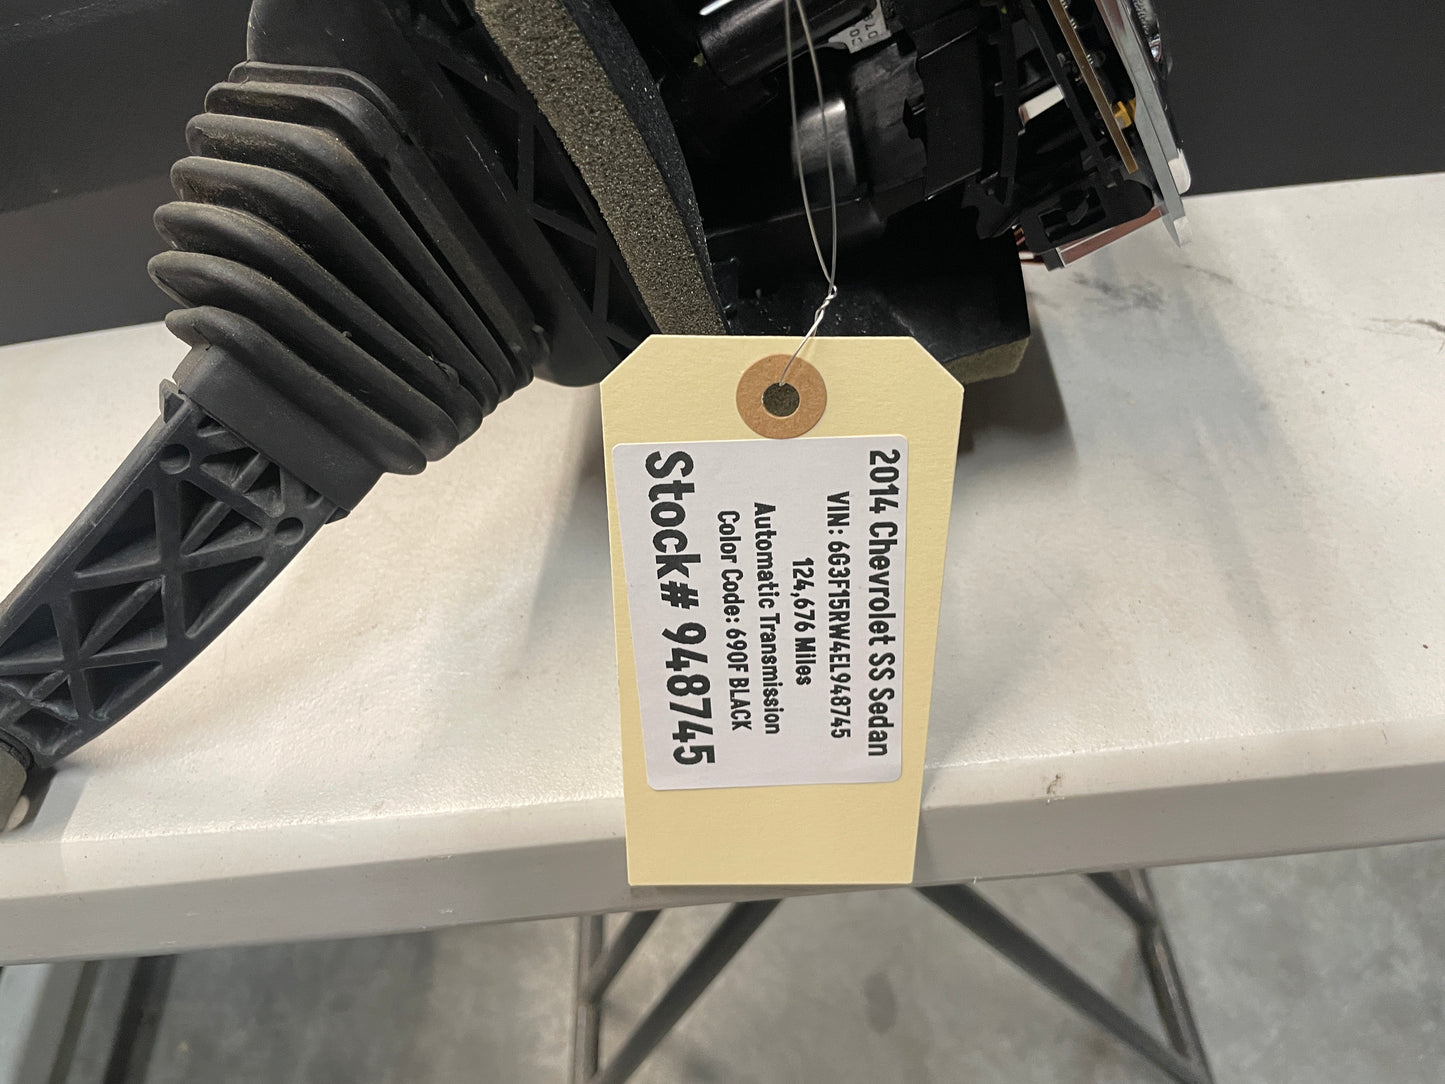 2014 Chevrolet SS Sedan
VIN: 6G3F15RW4EL948745
124,676 Miles
Automatic Transmission
Color Code: 690F BLACK
Stock# 948745